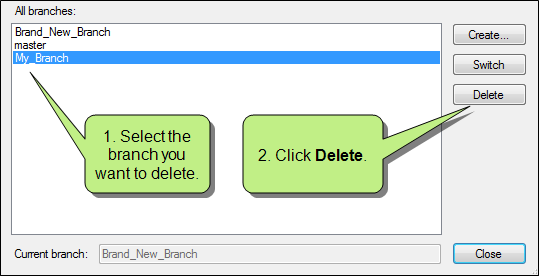 All branches:
Brand_New_Branch
master
My_Branch
Create...
Switch
Delete
1. Select the
branch you
want to delete.
2. Click Delete.
Current branch: Brand_New_Branch
Close